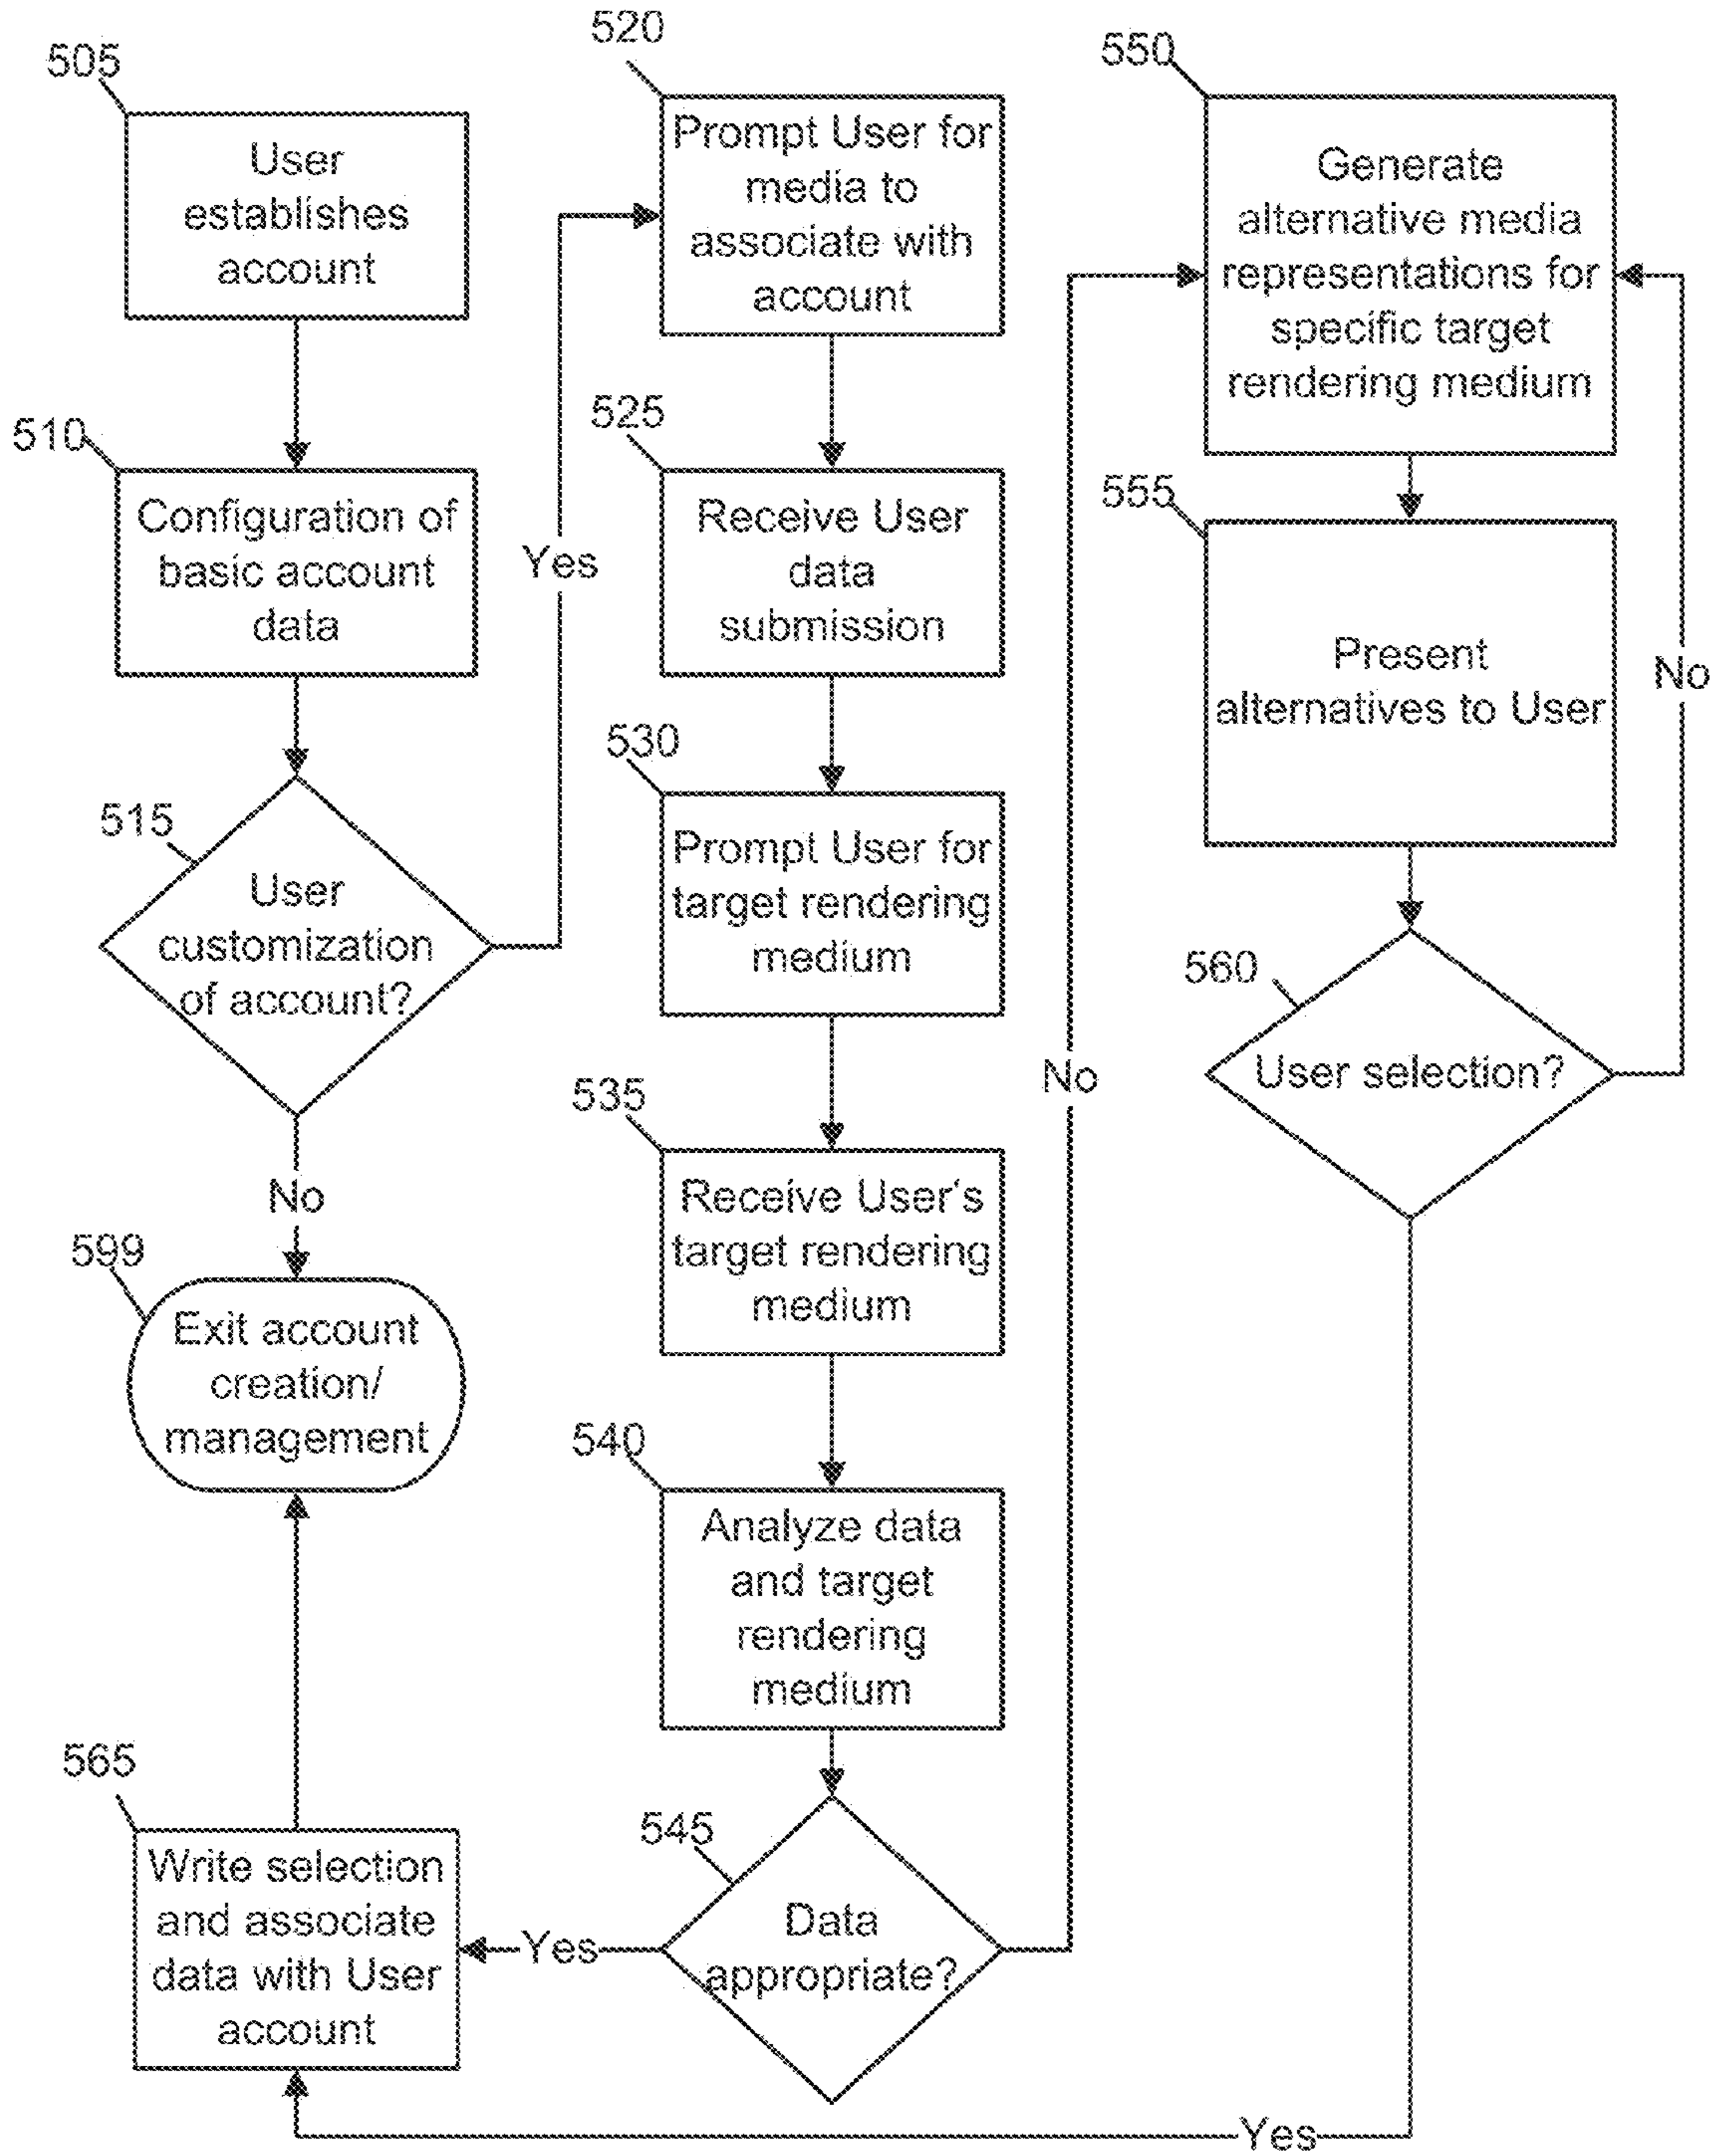 505
User
establishes
account
510
Configuration of
basic account
data
515
User
customization
of account?
Yes
No
599
Exit account
creation/
management
565
Write selection
and associate
data with User
account
520
Prompt User for
media to
associate with
account
525
Receive User
data
submission
530
Prompt User for
target rendering
medium
535
Receive User's
target rendering
medium
540
Analyze data
and target
rendering
medium
545
Data
appropriate?
Yes
No
550
Generate
alternative media
representations for
specific target
rendering medium
555
Present
alternatives to User
560
User selection?
No
Yes